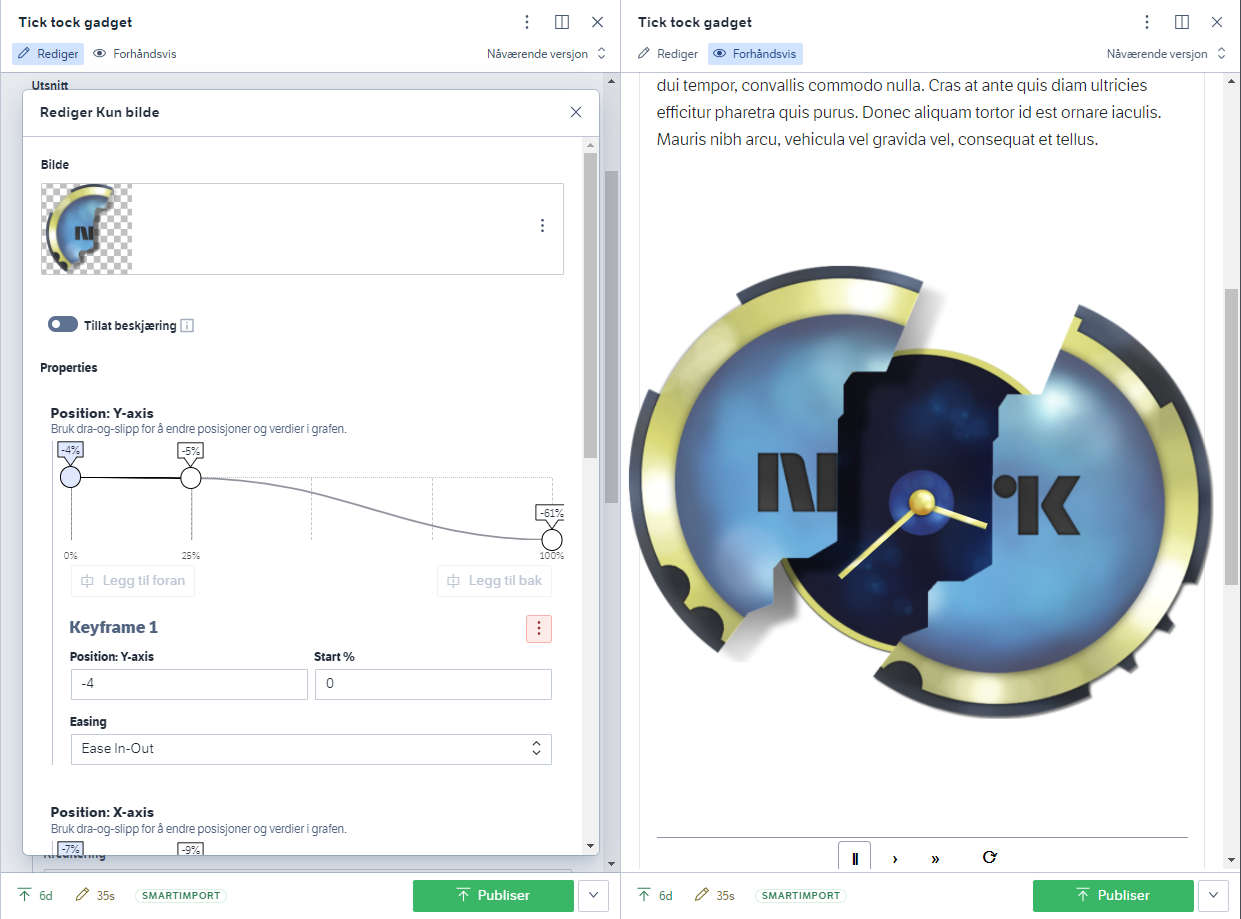 Tick tock gadget
Rediger
Forhåndsvis
Nåværende versjon
Utsnitt
Rediger Kun bilde
Bilde
Tillat beskjæring
Properties
Position: Y-axis
Bruk dra-og-slipp for å endre posisjoner og verdier i grafen.
-4%
-5%
-61%
0%
25%
100%
Legg til foran
Legg til bak
Keyframe 1
Position: Y-axis
Start %
-4
0
Easing
Ease In-Out
Position: X-axis
Bruk dra-og-slipp for å endre posisjoner og verdier i grafen.
-7%
-9%
Kreditering
6d
35s
SMARTIMPORT
Publiser
Tick tock gadget
Rediger
Forhåndsvis
Nåværende versjon
dui tempor, convallis commodo nulla. Cras at ante quis diam ultricies
efficitur pharetra quis purus. Donec aliquam tortor id est ornare iaculis.
Mauris nibh arcu, vehicula vel gravida vel, consequat et tellus.
6d
35s
SMARTIMPORT
Publiser